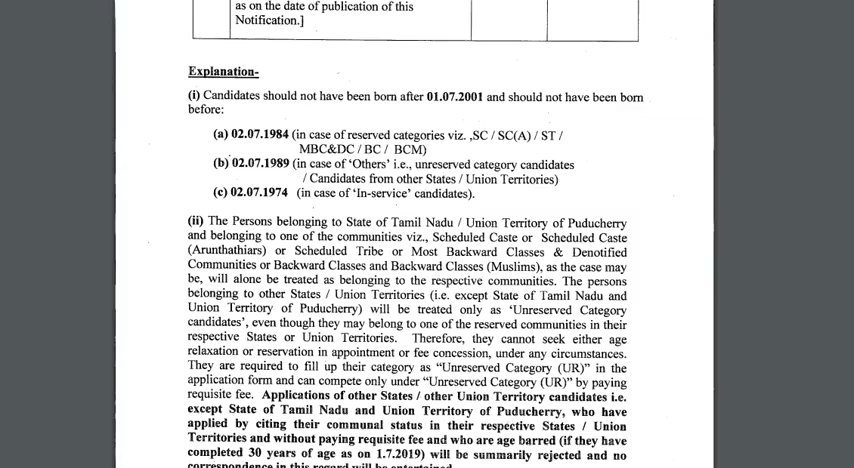 as on the date of publication of this
Notification.]
Explanation-
(i) Candidates should not have been born after 01.07.2001 and should not have been born
before:
(a) 02.07.1984 (in case of reserved categories viz. ,SC / SC(A) / ST /
MBC&DC / BC / BCM)
(b) 02.07.1989 (in case of ‘Others’ i.e., unreserved category candidates
/ Candidates from other States / Union Territories)
(c) 02.07.1974 (in case of ‘In-service’ candidates).
(ii) The Persons belonging to State of Tamil Nadu / Union Territory of Puducherry
and belonging to one of the communities viz., Scheduled Caste or Scheduled Caste
(Arunthathiars) or Scheduled Tribe or Most Backward Classes & Denotified
Communities or Backward Classes and Backward Classes (Muslims), as the case may
be, will alone be treated as belonging to the respective communities. The persons
belonging to other States / Union Territories (i.e. except State of Tamil Nadu and
Union Territory of Puducherry) will be treated only as ‘Unreserved Category
candidates’, even though they may belong to one of the reserved communities in their
respective States or Union Territories. Therefore, they cannot seek either age
relaxation or reservation in appointment or fee concession, under any circumstances.
They are required to fill up their category as “Unreserved Category (UR)” in the
application form and can compete only under “Unreserved Category (UR)” by paying
requisite fee. Applications of other States / other Union Territory candidates i.e.
except State of Tamil Nadu and Union Territory of Puducherry, who have
applied by citing their communal status in their respective States / Union
Territories and without paying requisite fee and who are age barred (if they have
completed 30 years of age as on 1.7.2019) will be summarily rejected and no
correspondence in this regard will be entertained